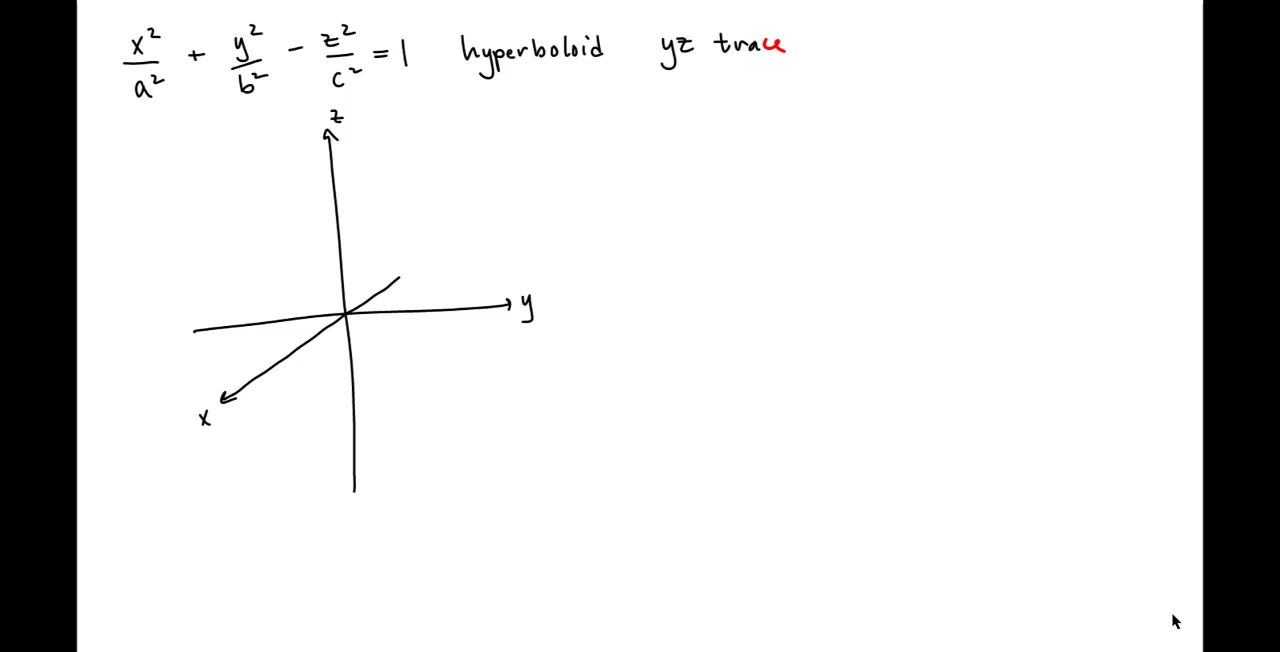 x²/a² + y²/b² - z²/c² = 1 hyperboloid yz trace
z
y
x